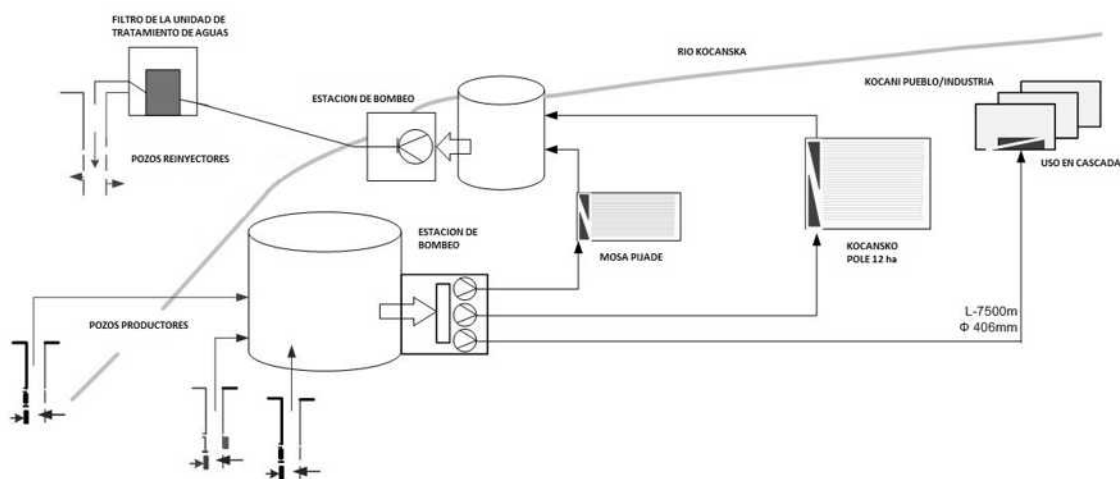 FILTRO DE LA UNIDAD DE
TRATAMIENTO DE AGUAS
RIO KOCANSKA
KOCANI PUEBLO/INDUSTRIA
ESTACION DE BOMBEO
POZOS REINYECTORES
USO EN CASCADA
ESTACION DE
BOMBEO
MOSA PIJADE
KOCANSKO
POLE 12 ha
POZOS PRODUCTORES
L-7500m
Φ 406mm